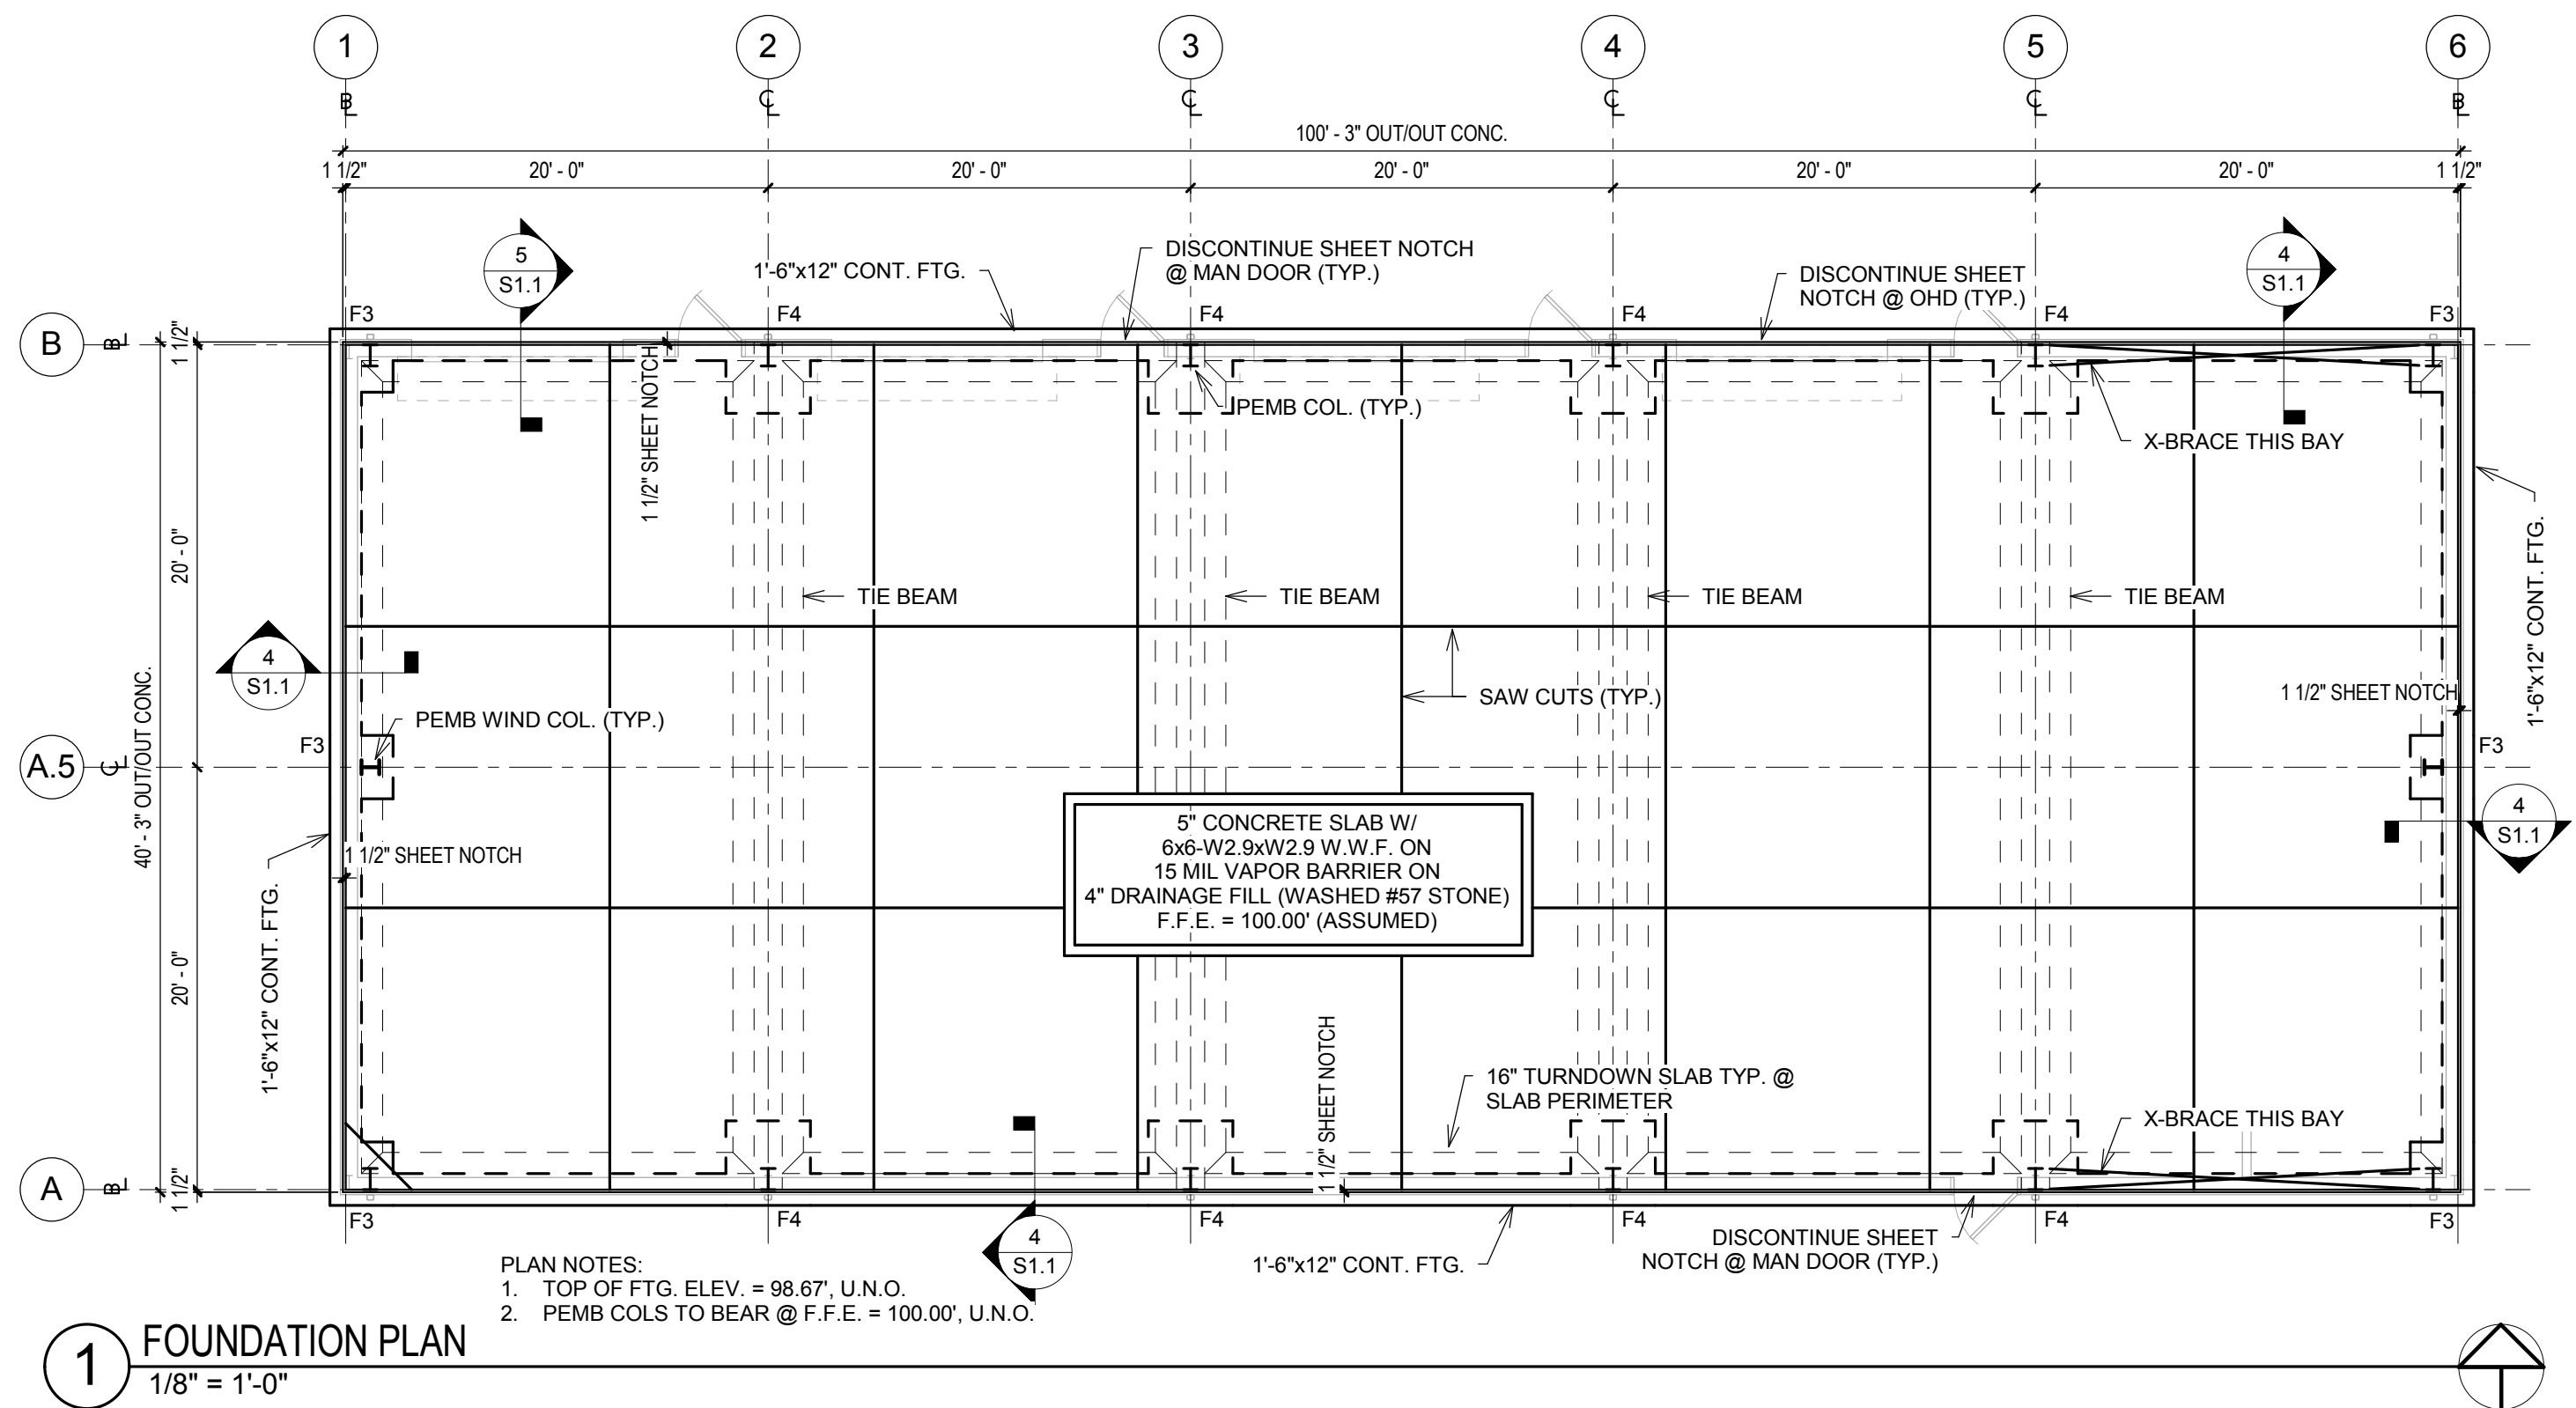 1
2
3
4
5
6
B
L
C
L
C
L
C
L
C
L
B
L
100' - 3" OUT/OUT CONC.
1 1/2"
20' - 0"
20' - 0"
20' - 0"
20' - 0"
20' - 0"
1 1/2"
5
S1.1
1'-6"x12" CONT. FTG.
DISCONTINUE SHEET NOTCH
@ MAN DOOR (TYP.)
DISCONTINUE SHEET
NOTCH @ OHD (TYP.)
4
S1.1
F3
F4
F4
F4
F4
F3
B
B
L
1 1/2"
1 1/2" SHEET NOTCH
PEMB COL. (TYP.)
X-BRACE THIS BAY
20' - 0"
TIE BEAM
TIE BEAM
TIE BEAM
TIE BEAM
1'-6"x12" CONT. FTG.
4
S1.1
40' - 3" OUT/OUT CONC.
SAW CUTS (TYP.)
1 1/2" SHEET NOTCH
PEMB WIND COL. (TYP.)
F3
F3
A.5
C
L
5" CONCRETE SLAB W/
6x6-W2.9xW2.9 W.W.F. ON
15 MIL VAPOR BARRIER ON
4" DRAINAGE FILL (WASHED #57 STONE)
F.F.E. = 100.00' (ASSUMED)
4
S1.1
1 1/2" SHEET NOTCH
1'-6"x12" CONT. FTG.
20' - 0"
1 1/2" SHEET NOTCH
16" TURNDOWN SLAB TYP. @
SLAB PERIMETER
X-BRACE THIS BAY
A
B
L
1 1/2"
F3
F4
F4
F4
F4
F3
4
S1.1
1'-6"x12" CONT. FTG.
DISCONTINUE SHEET
NOTCH @ MAN DOOR (TYP.)
PLAN NOTES:
1. TOP OF FTG. ELEV. = 98.67', U.N.O.
2. PEMB COLS TO BEAR @ F.F.E. = 100.00', U.N.O.
1
FOUNDATION PLAN
1/8" = 1'-0"